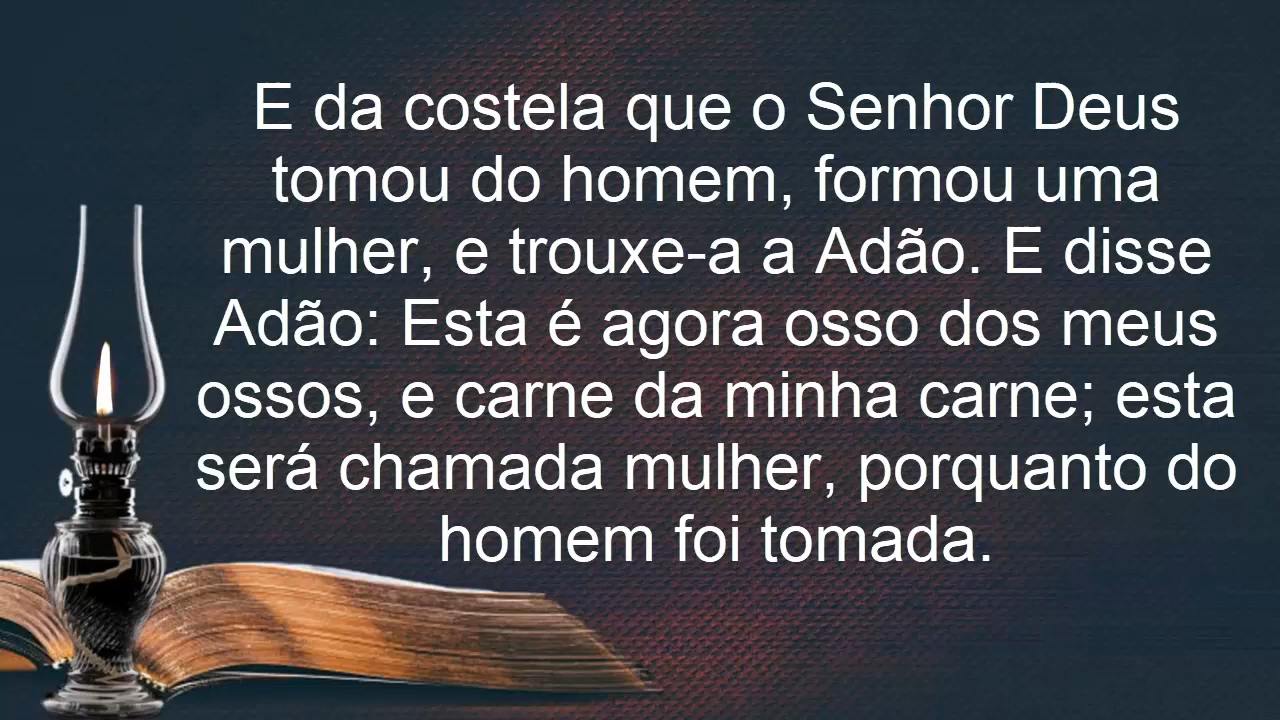 E da costela que o Senhor Deus
tomou do homem, formou uma
mulher, e trouxe-a a Adão. E disse
Adão: Esta é agora osso dos meus
ossos, e carne da minha carne; esta
será chamada mulher, porquanto do
homem foi tomada.